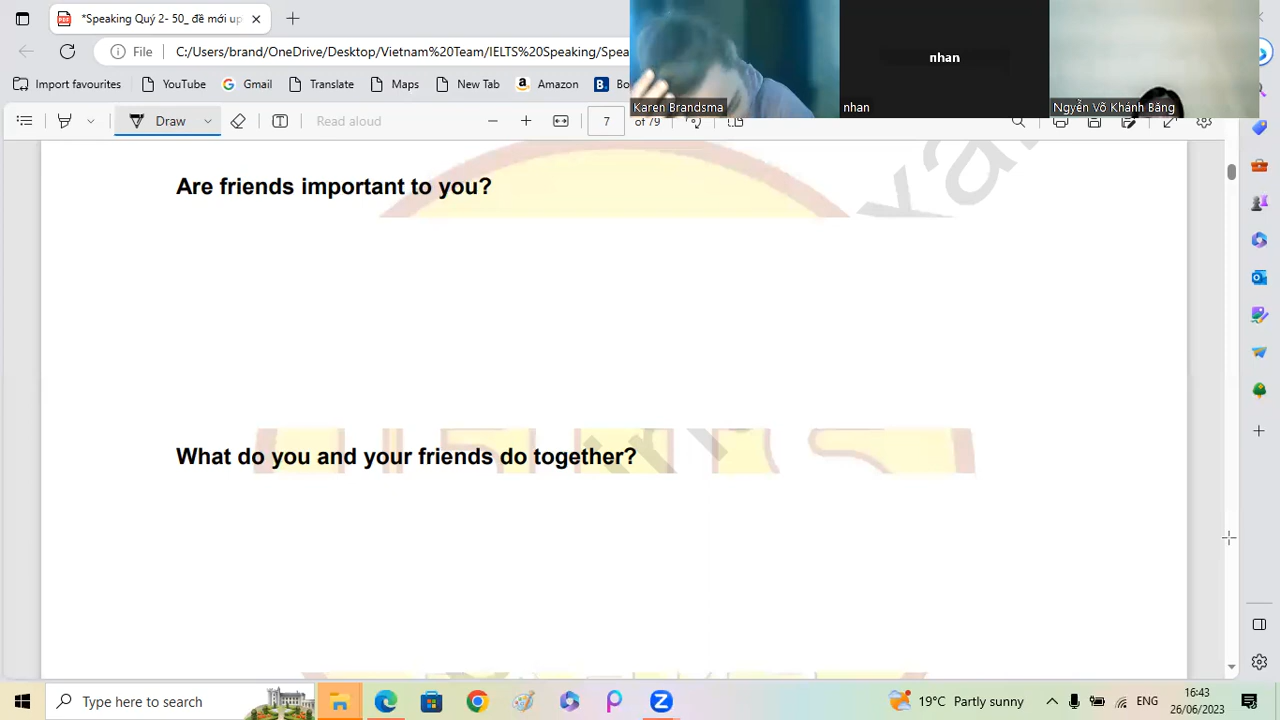 *Speaking Quý 2- 50_ đề mới up
File
C:/Users/brand/OneDrive/Desktop/Vietnam%20Team/IELTS%20Speaking/Spea
Import favourites
YouTube
Gmail
Translate
Maps
New Tab
Amazon
B.
Bo
Draw
Read aloud
7
of 79
Karen Brandsma
nhan
nhan
Nguyễn Võ Khánh Băng
Are friends important to you?
What do you and your friends do together?
Type here to search
19°C Partly sunny
ENG
16:43
26/06/2023